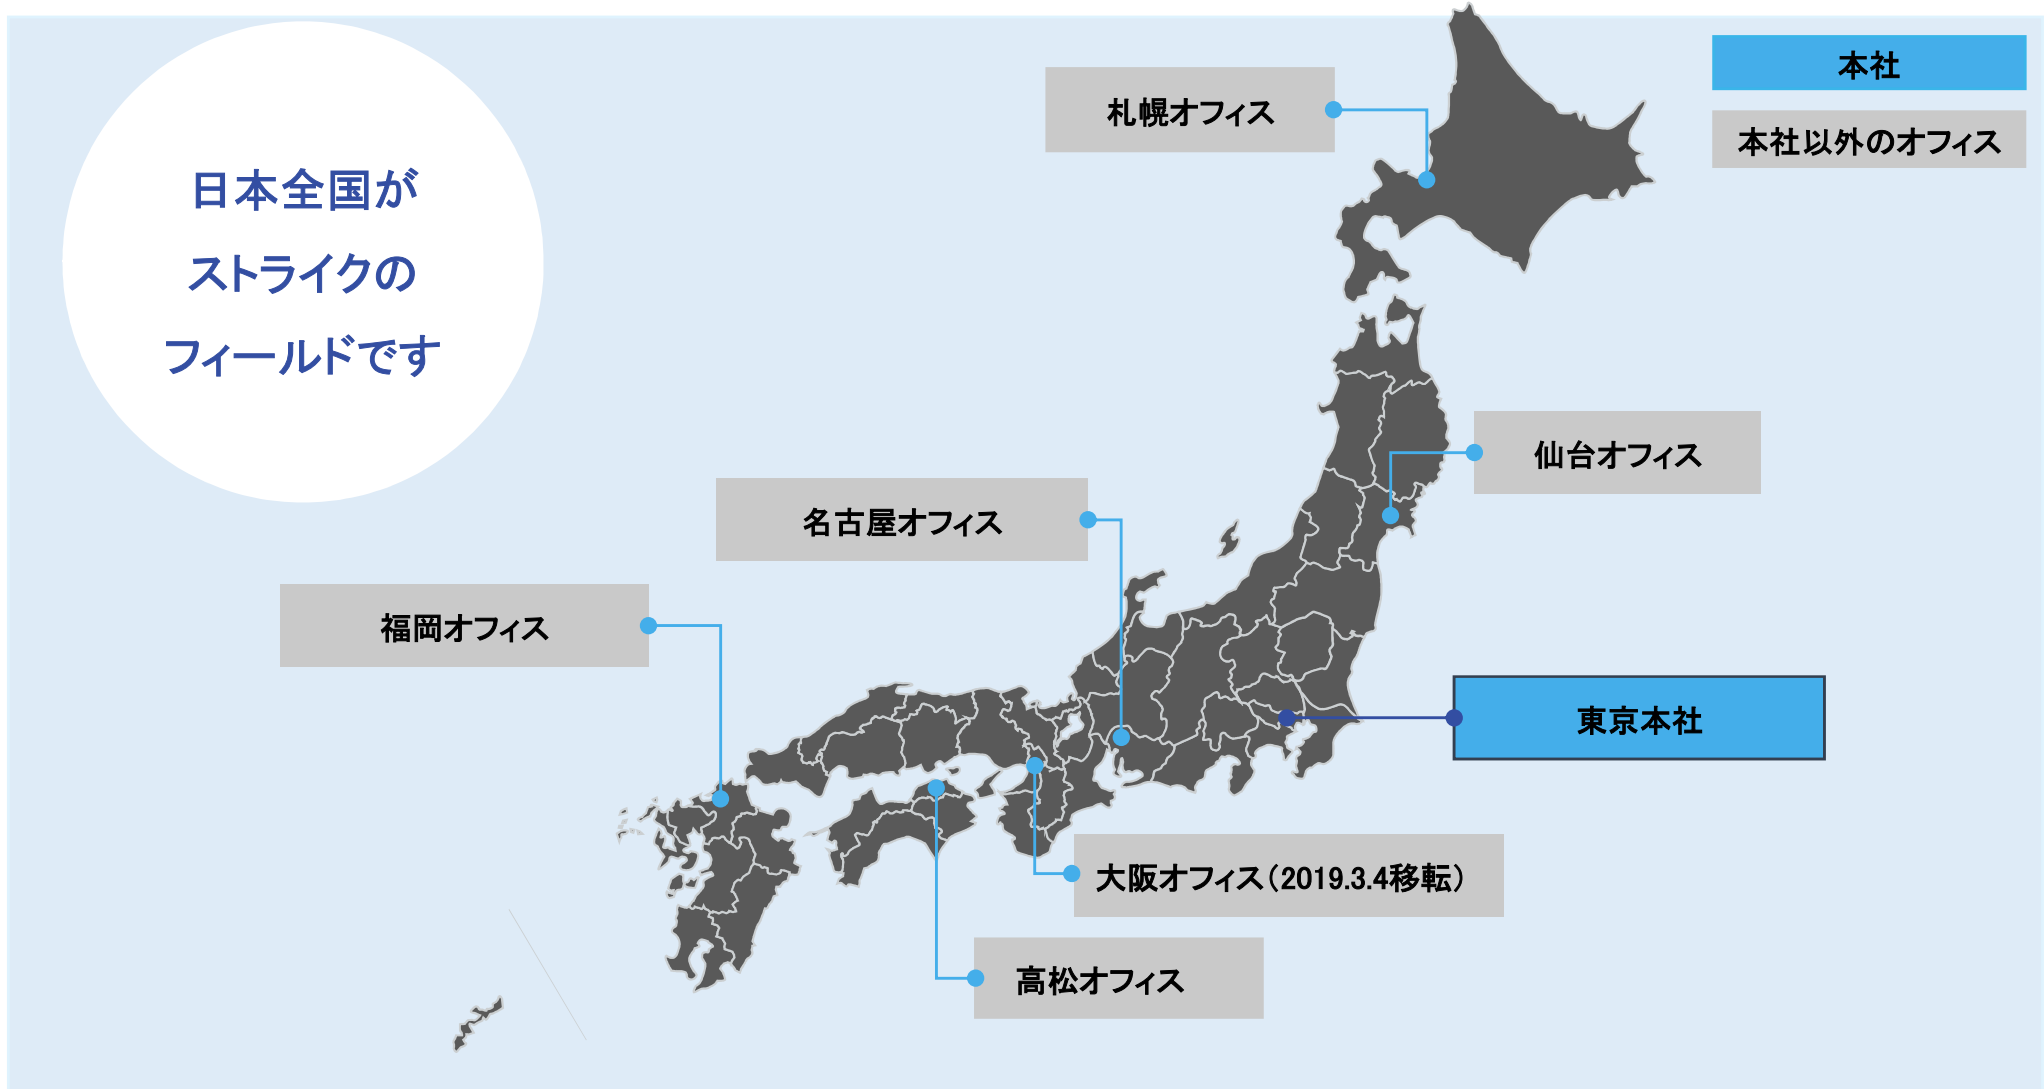 日本全国が
ストライクの
フィールドです
本社
本社以外のオフィス
札幌オフィス
仙台オフィス
名古屋オフィス
福岡オフィス
東京本社
大阪オフィス（2019.3.4移転）
高松オフィス